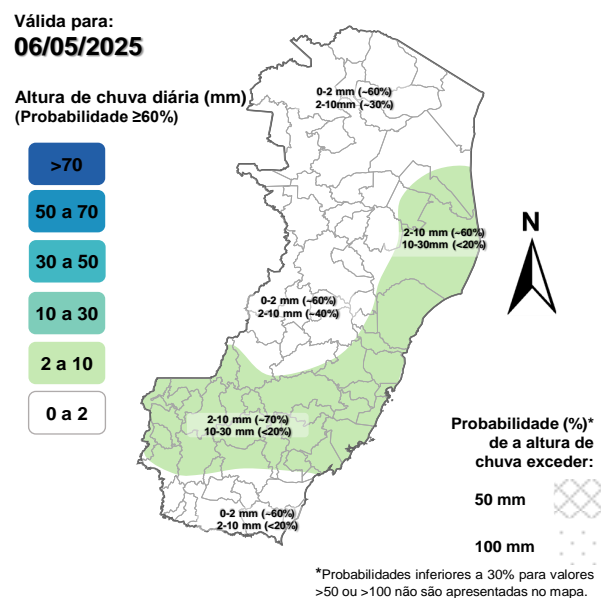 Válida para:
06/05/2025
Altura de chuva diária (mm)
(Probabilidade ≥60%)
>70
50 a 70
30 a 50
10 a 30
2 a 10
0 a 2
0-2 mm (~60%)
2-10mm (~30%)
2-10 mm (~60%)
10-30mm (<20%)
N
0-2 mm (~60%)
2-10 mm (~40%)
2-10 mm (~70%)
10-30 mm (<20%)
0-2 mm (~60%)
2-10 mm (<20%)
Probabilidade (%)*
de a altura de
chuva exceder:
50 mm
100 mm
*Probabilidades inferiores a 30% para valores
>50 ou >100 não são apresentadas no mapa.